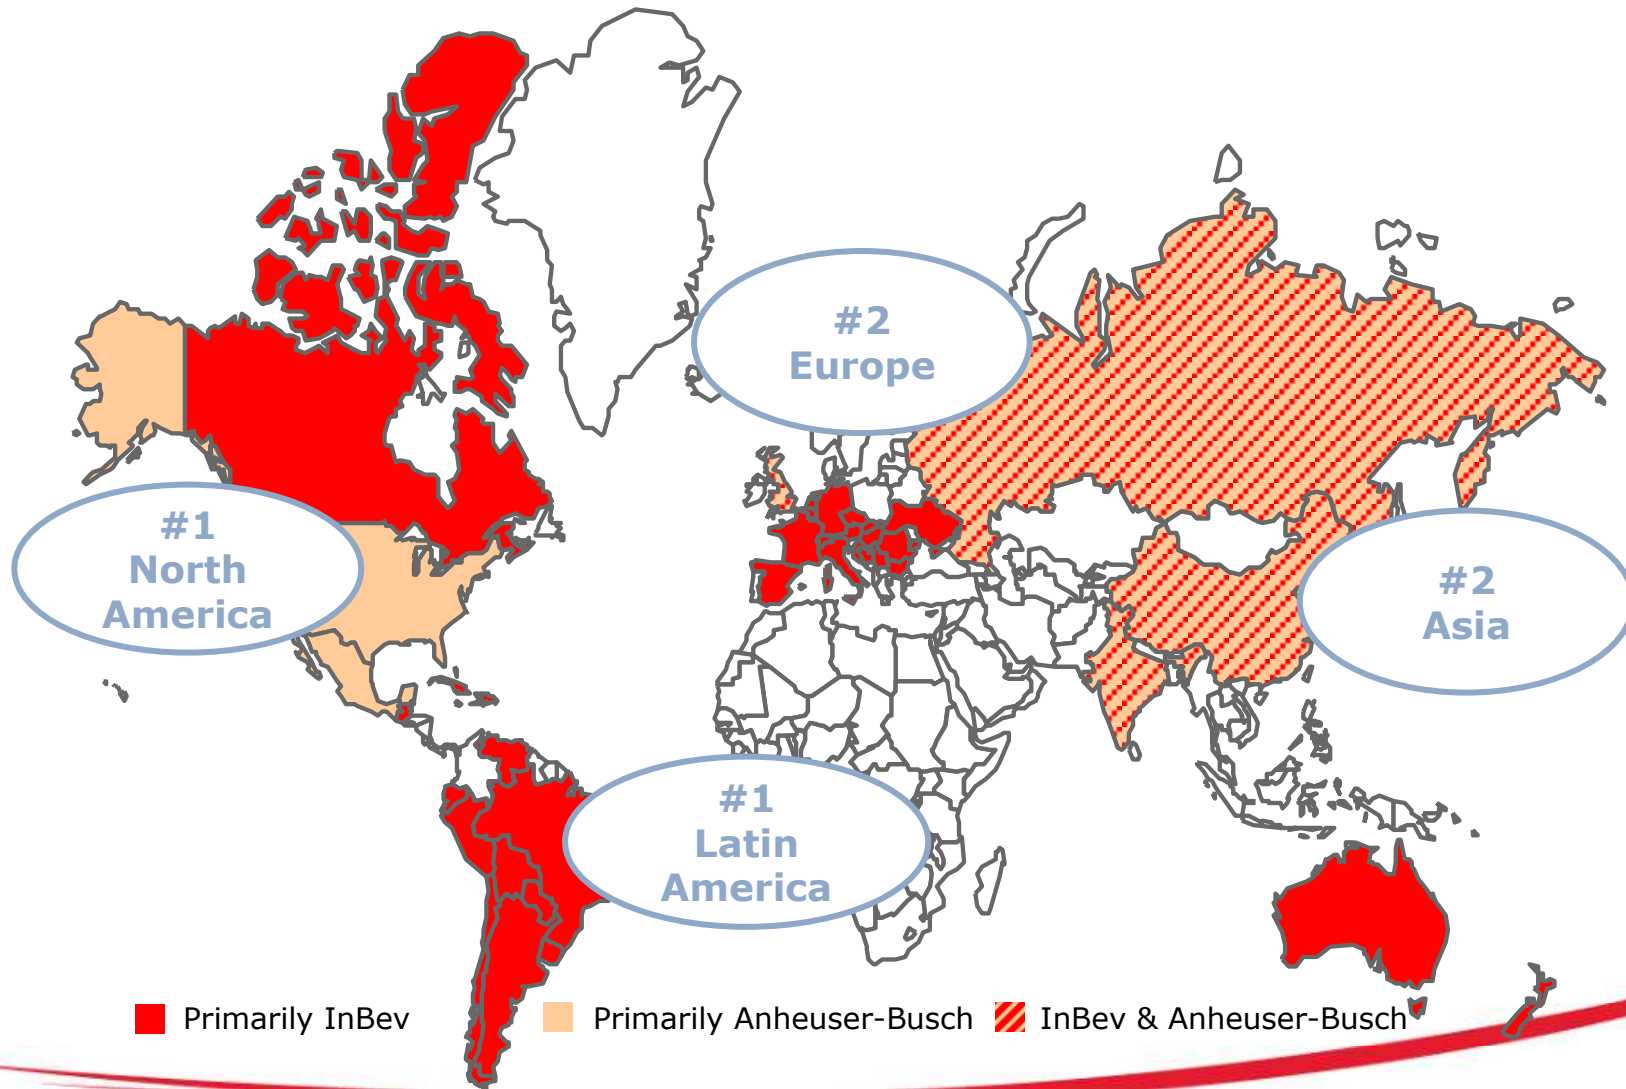 #2
Europe
#1
North
America
#2
Asia
#1
Latin
America
Primarily InBev
Primarily Anheuser-Busch
InBev & Anheuser-Busch